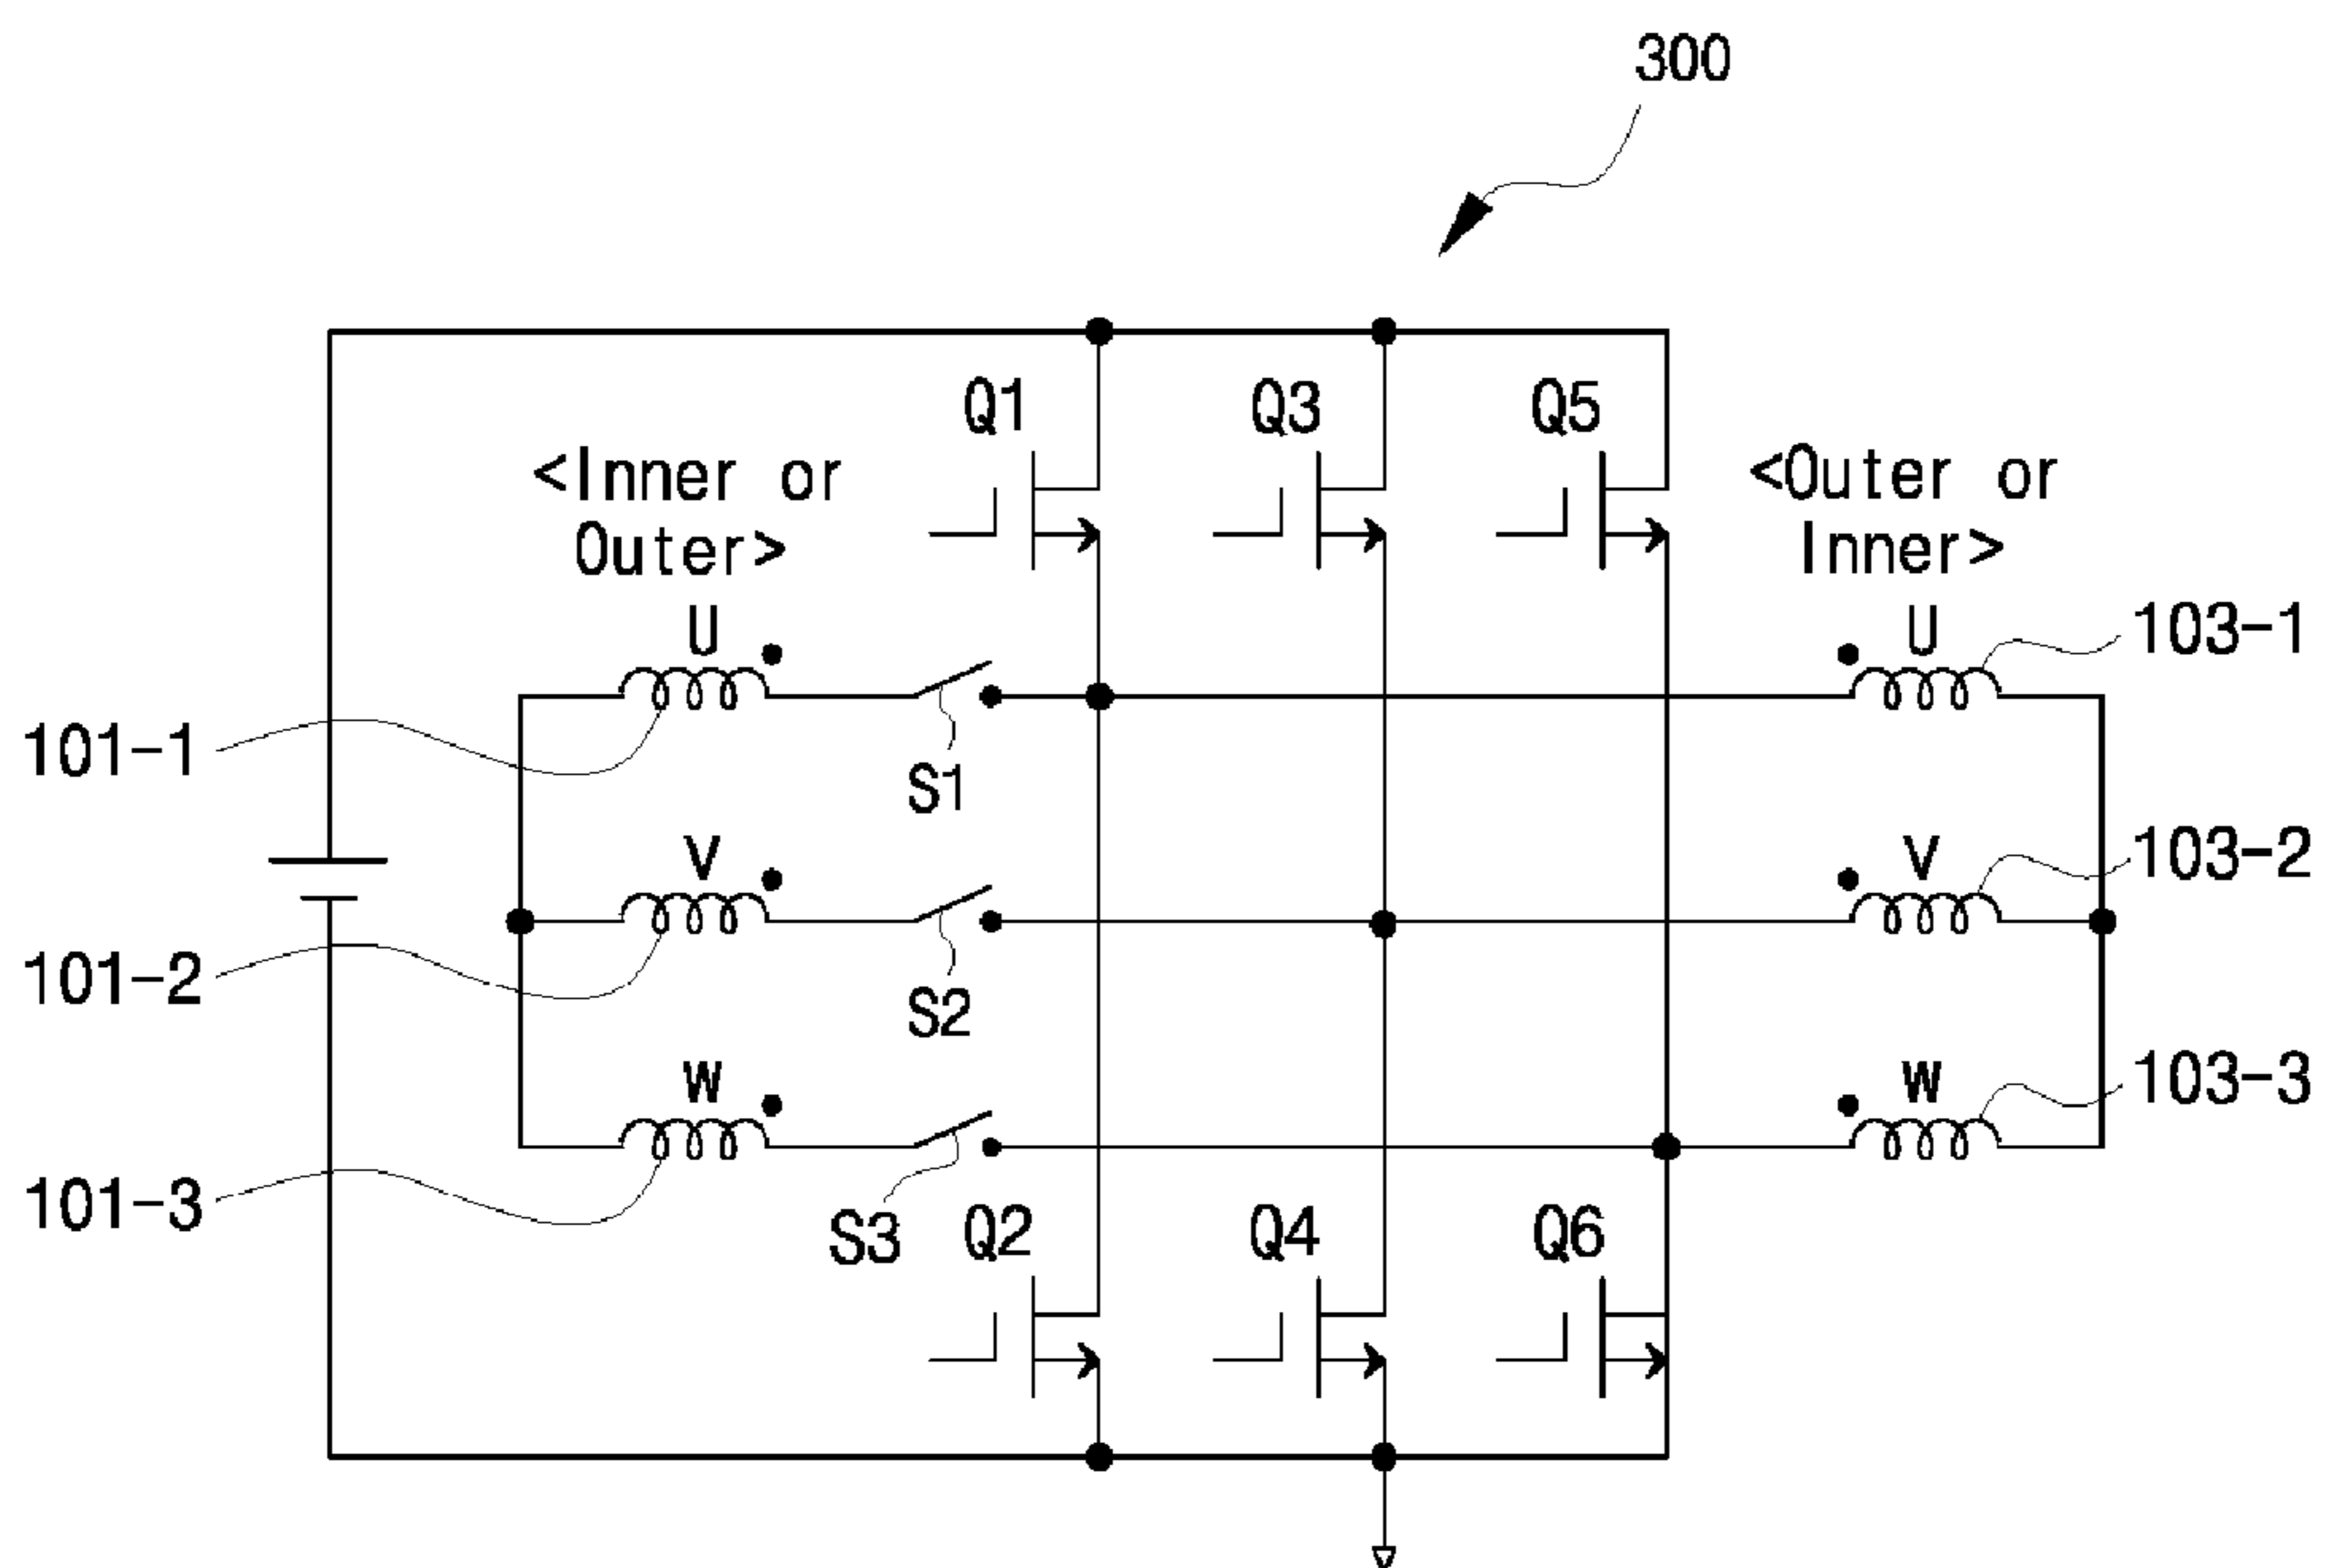 300
Q1
Q3
Q5
<Inner or
Outer>
<Outer or
Inner>
U
U
103-1
101-1
S1
V
V
103-2
101-2
S2
W
W
103-3
101-3
S3
Q2
Q4
Q6